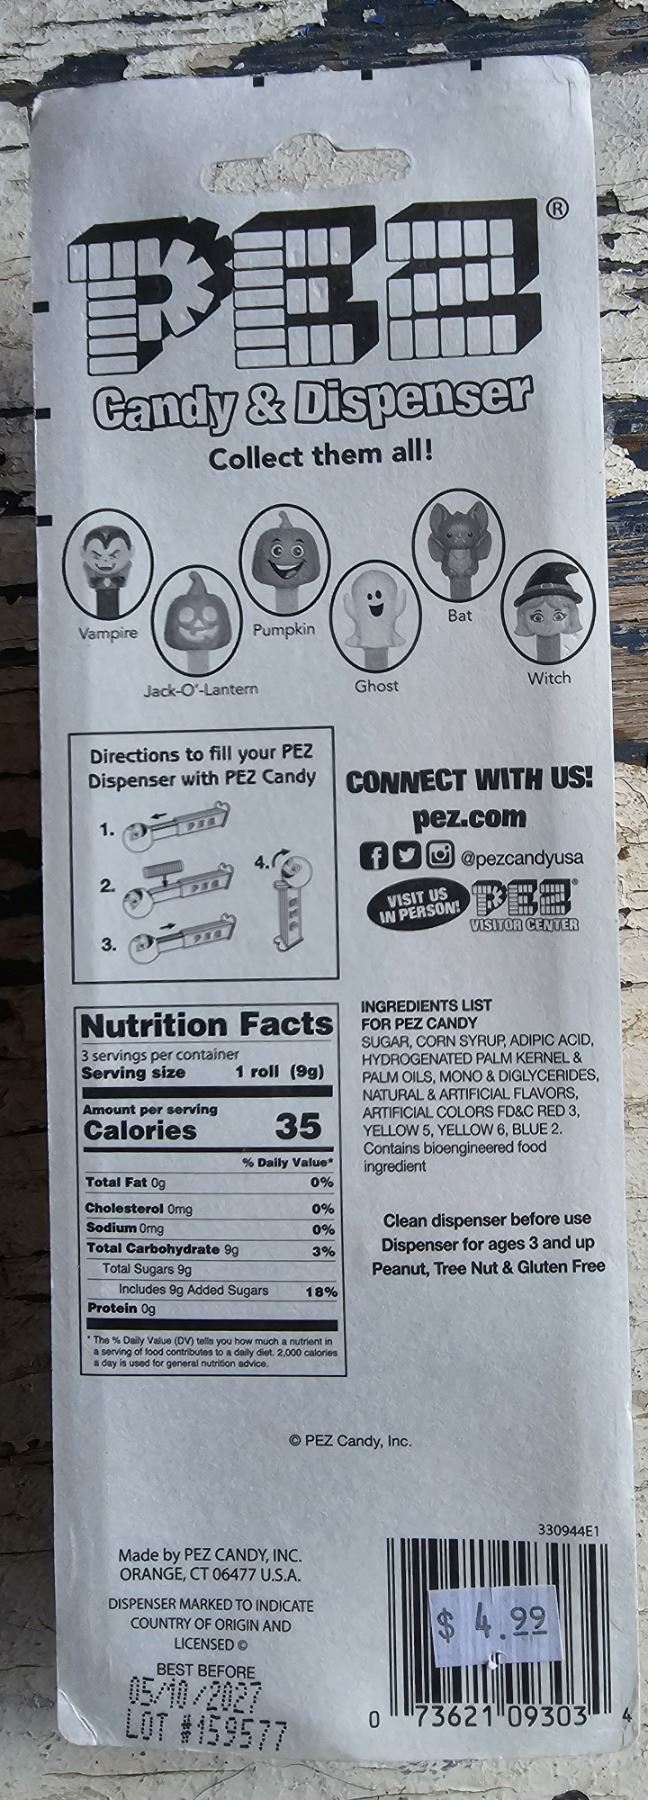 PEZ®
Candy & Dispenser
Collect them all!
Vampire
Jack-O'-Lantern
Pumpkin
Ghost
Bat
Witch
Directions to fill your PEZ
Dispenser with PEZ Candy
1.
2.
3.
4.
CONNECT WITH US!
pez.com
@pezcandyusa
VISIT US
IN PERSON!
PEZ®
VISITOR CENTER
Nutrition Facts
3 servings per container
Serving size 1 roll (9g)
Amount per serving
Calories 35
% Daily Value*
Total Fat 0g 0%
Cholesterol 0mg 0%
Sodium 0mg 0%
Total Carbohydrate 9g 3%
Total Sugars 9g
Includes 9g Added Sugars 18%
Protein 0g
* The % Daily Value (DV) tells you how much a nutrient in
a serving of food contributes to a daily diet. 2,000 calories
a day is used for general nutrition advice.
INGREDIENTS LIST
FOR PEZ CANDY
SUGAR, CORN SYRUP, ADIPIC ACID,
HYDROGENATED PALM KERNEL &
PALM OILS, MONO & DIGLYCERIDES,
NATURAL & ARTIFICIAL FLAVORS,
ARTIFICIAL COLORS FD&C RED 3,
YELLOW 5, YELLOW 6, BLUE 2.
Contains bioengineered food
ingredient
Clean dispenser before use
Dispenser for ages 3 and up
Peanut, Tree Nut & Gluten Free
© PEZ Candy, Inc.
Made by PEZ CANDY, INC.
ORANGE, CT 06477 U.S.A.
DISPENSER MARKED TO INDICATE
COUNTRY OF ORIGIN AND
LICENSED ©
BEST BEFORE
05/10/2027
LOT #159577
330944E1
$ 4.99
0 73621 09303 4